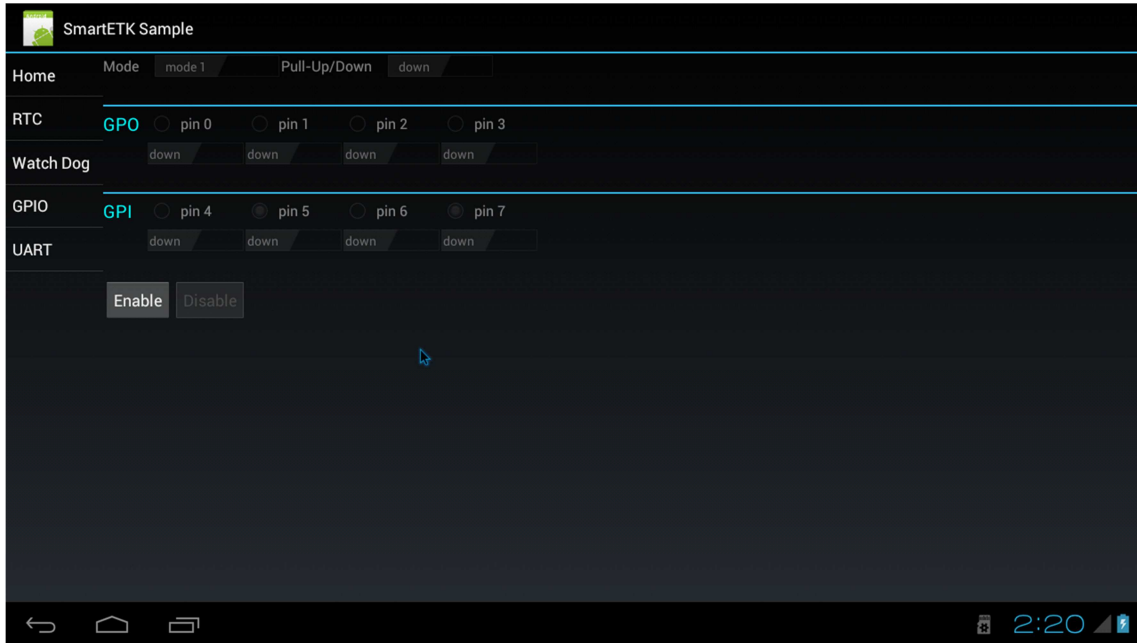 SmartETK Sample
Home
RTC
Watch Dog
GPIO
UART
Mode mode 1 Pull-Up/Down down
GPO pin 0 pin 1 pin 2 pin 3
down down down down
GPI pin 4 pin 5 pin 6 pin 7
down down down down
Enable Disable
2:20